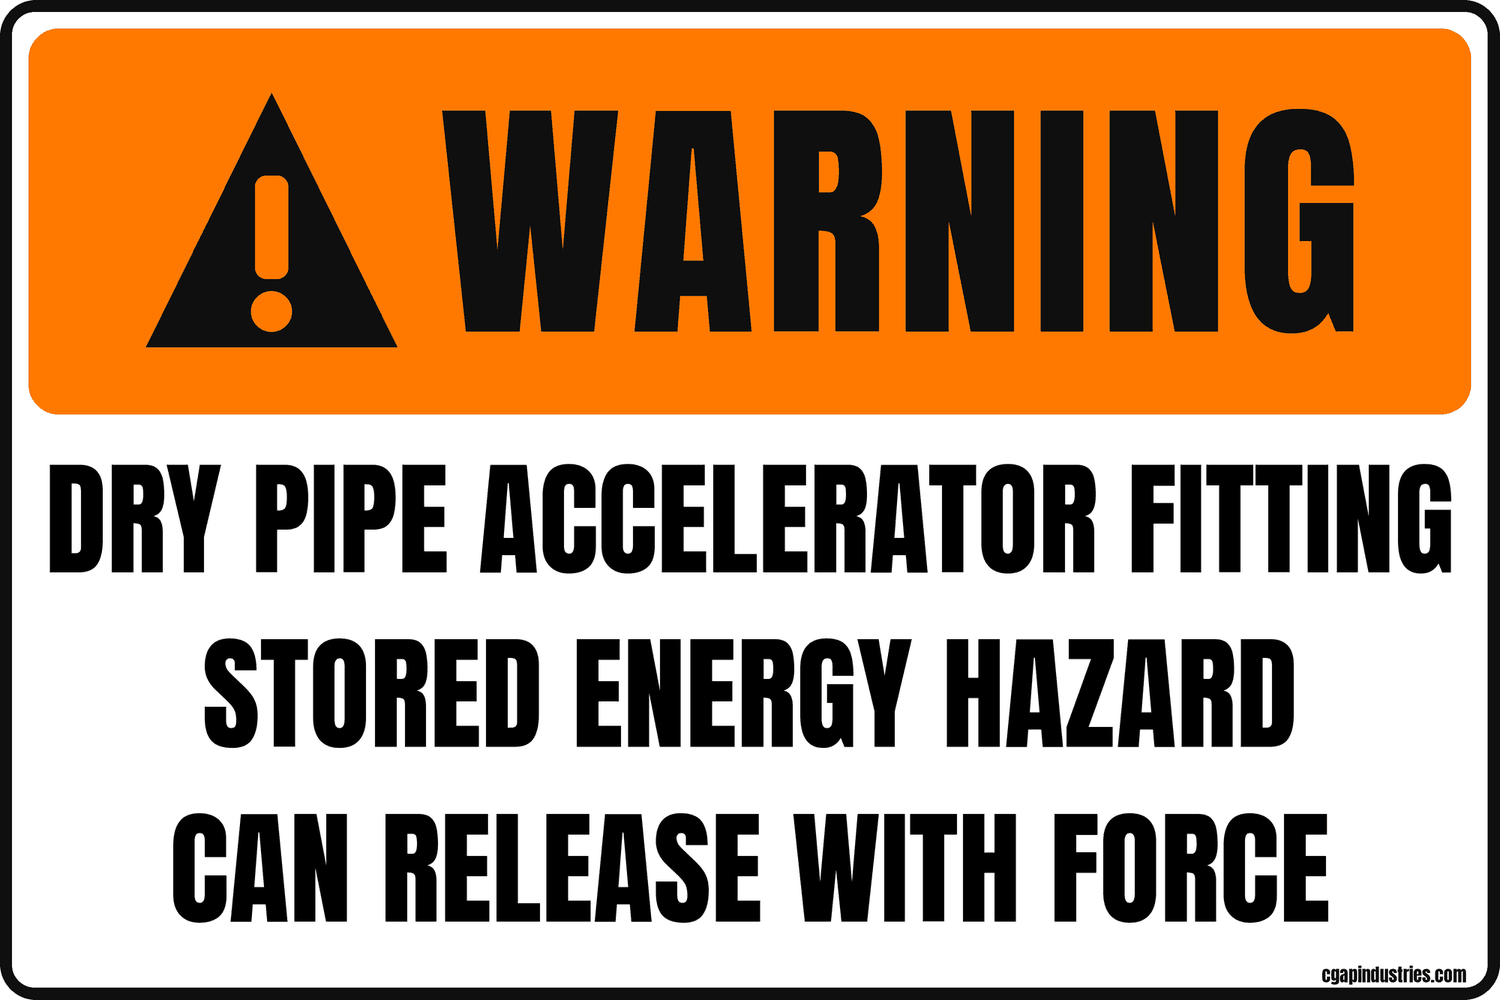 WARNING
DRY PIPE ACCELERATOR FITTING
STORED ENERGY HAZARD
CAN RELEASE WITH FORCE
cgapindustries.com